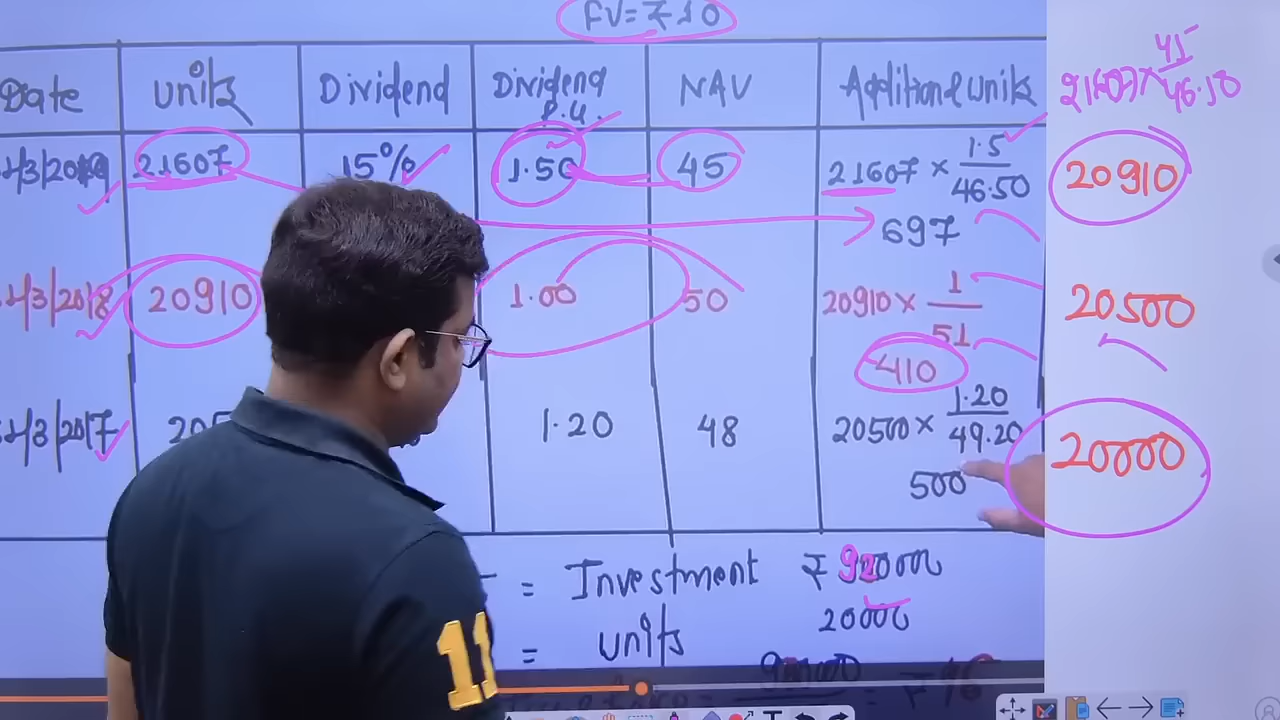 FV = ₹10
Date units Dividend Dividend P.U. NAV Additional units
21607 × 45/46.50
/3/2019 21607 15% 1.50 45 21607 × 1.5/46.50 20910
697
/3/2018 20910 1.00 50 20910 × 1/51 20500
410
/3/2017 1.20 48 20500 × 1.20/49.20 20000
500
= Investment ₹ 920000
20000
= units
11